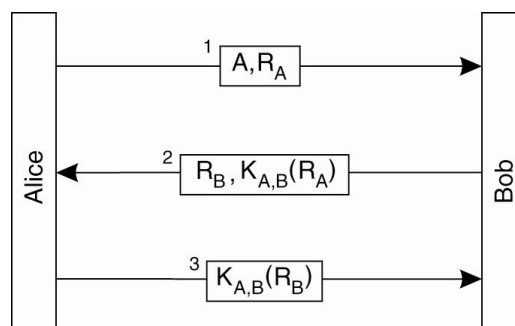 Alice
1
A,R_A
2
R_B, K_A,B(R_A)
3
K_A,B(R_B)
Bob